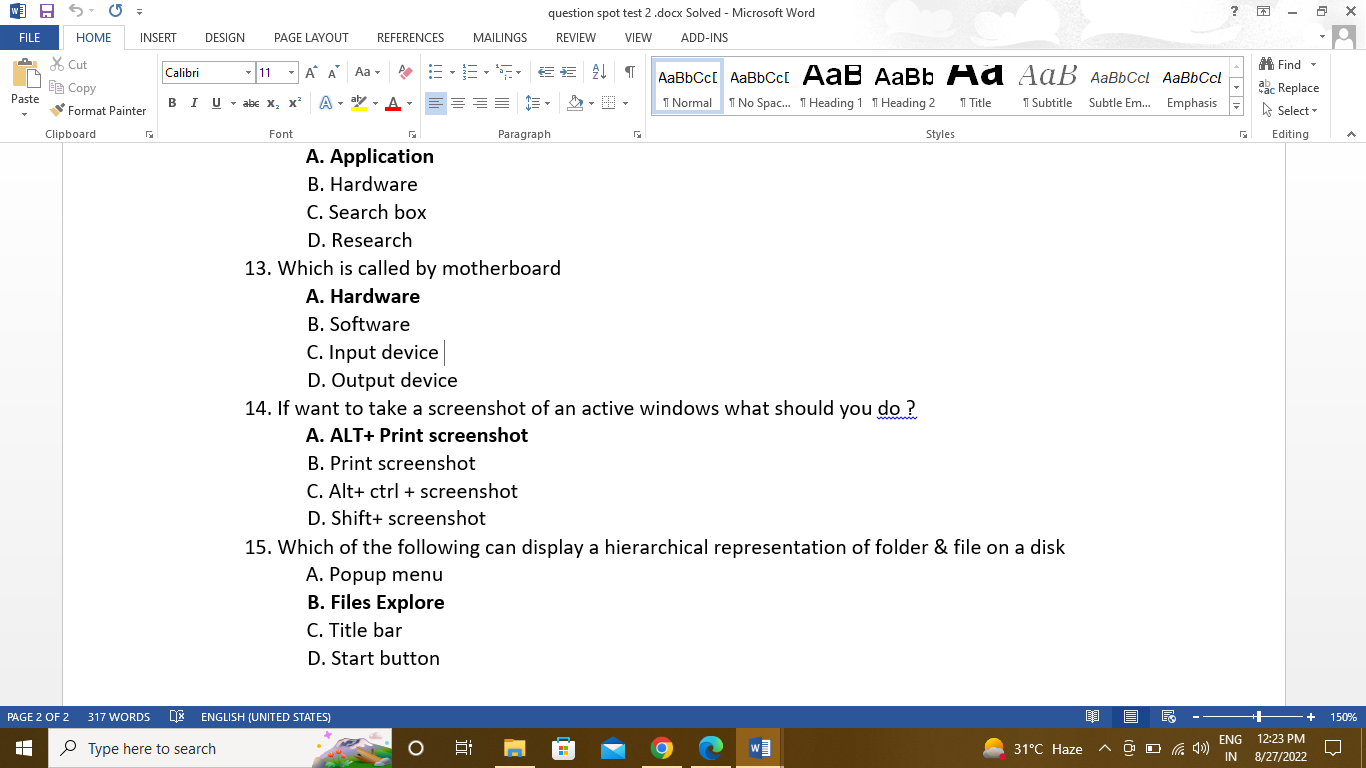 question spot test 2 .docx Solved - Microsoft Word
FILE HOME INSERT DESIGN PAGE LAYOUT REFERENCES MAILINGS REVIEW VIEW ADD-INS
Paste
Cut
Copy
Format Painter
Clipboard
Calibri 11
Font
Paragraph
AaBbCcI AaBbCcI AaB AaBb Aa AaB AaBbCcI AaBbCcI
¶ Normal ¶ No Spac... ¶ Heading 1 ¶ Heading 2 ¶ Title ¶ Subtitle Subtle Em... Emphasis
Styles
Find
Replace
Select
Editing
A. Application
B. Hardware
C. Search box
D. Research
13. Which is called by motherboard
A. Hardware
B. Software
C. Input device
D. Output device
14. If want to take a screenshot of an active windows what should you do ?
A. ALT+ Print screenshot
B. Print screenshot
C. Alt+ ctrl + screenshot
D. Shift+ screenshot
15. Which of the following can display a hierarchical representation of folder & file on a disk
A. Popup menu
B. Files Explore
C. Title bar
D. Start button
PAGE 2 OF 2 317 WORDS ENGLISH (UNITED STATES) 150%
Type here to search
31°C Haze
ENG
IN
12:23 PM
8/27/2022